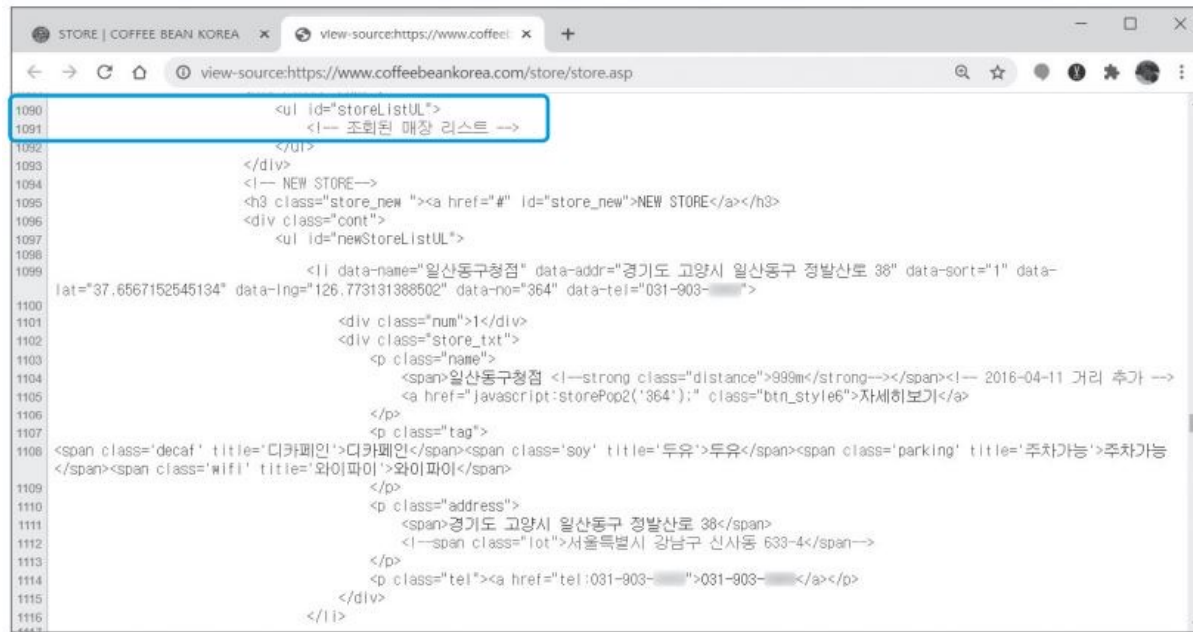 STORE | COFFEE BEAN KOREA
view-source:https://www.coffeel
view-source:https://www.coffeebeankorea.com/store/store.asp
1090 <ul id="storeListUL">
1091 <!-- 조회된 매장 리스트 -->
1092 </ul>
1093 </div>
1094 <!-- NEW STORE-->
1095 <h3 class="store_new "><a href="#" id="store_new">NEW STORE</a></h3>
1096 <div class="cont">
1097 <ul id="newStoreListUL">
1098
1099 <li data-name="일산동구청점" data-addr="경기도 고양시 일산동구 정발산로 38" data-sort="1" data-
lat="37.6567152545134" data-lng="126.773131388502" data-no="364" data-tel="031-903- ">
1100
1101 <div class="num">1</div>
1102 <div class="store_txt">
1103 <p class="name">
1104 <span>일산동구청점 <!--strong class="distance">999m</strong--></span><!-- 2016-04-11 거리 추가 -->
1105 <a href="javascript:storePop2('364');" class="btn_style6">자세히보기</a>
1106 </p>
1107 <p class="tag">
1108 <span class='decaf' title='디카페인'>디카페인</span><span class='soy' title='두유'>두유</span><span class='parking' title='주차가능'>주차가능
</span><span class='wifi' title='와이파이'>와이파이</span>
1109 </p>
1110 <p class="address">
1111 <span>경기도 고양시 일산동구 정발산로 38</span>
1112 <!--span class="lot">서울특별시 강남구 신사동 633-4</span-->
1113 </p>
1114 <p class="tel"><a href="tel:031-903- ">031-903- </a></p>
1115 </div>
1116 </li>